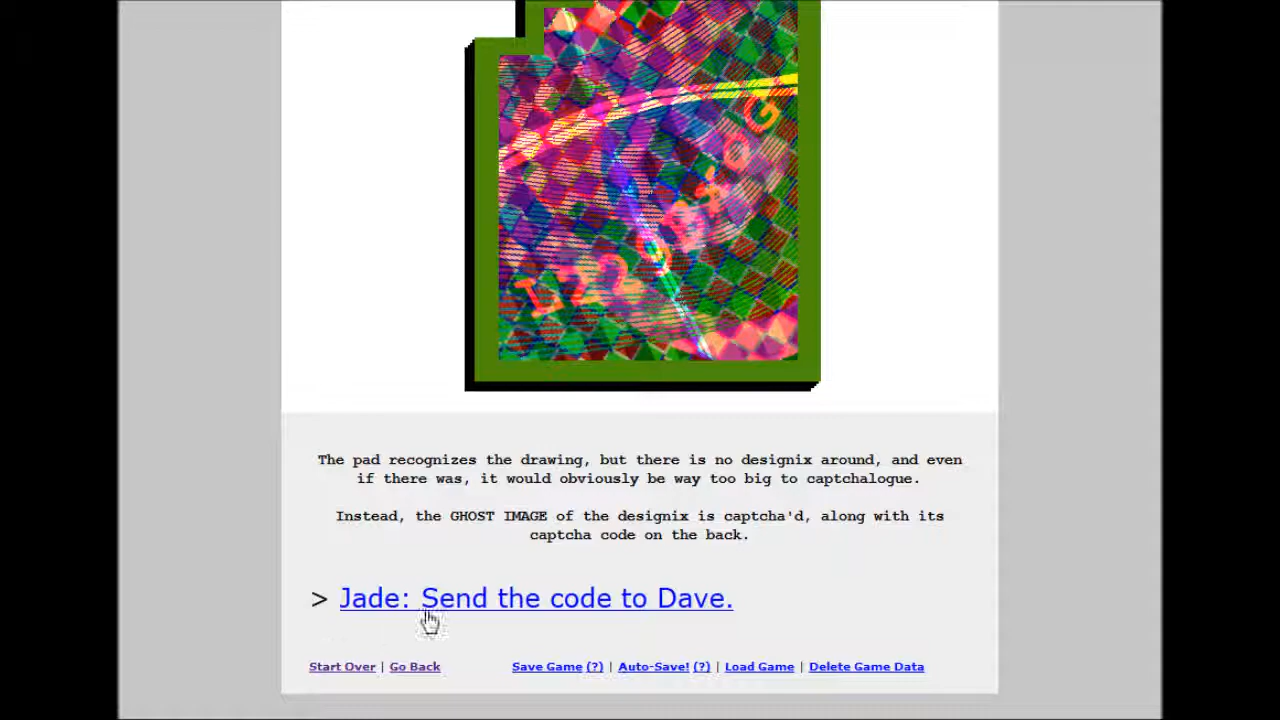 The pad recognizes the drawing, but there is no designix around, and even
if there was, it would obviously be way too big to captchalogue.
Instead, the GHOST IMAGE of the designix is captcha'd, along with its
captcha code on the back.
> Jade: Send the code to Dave.
Start Over | Go Back Save Game (?) | Auto-Save! (?) | Load Game | Delete Game Data